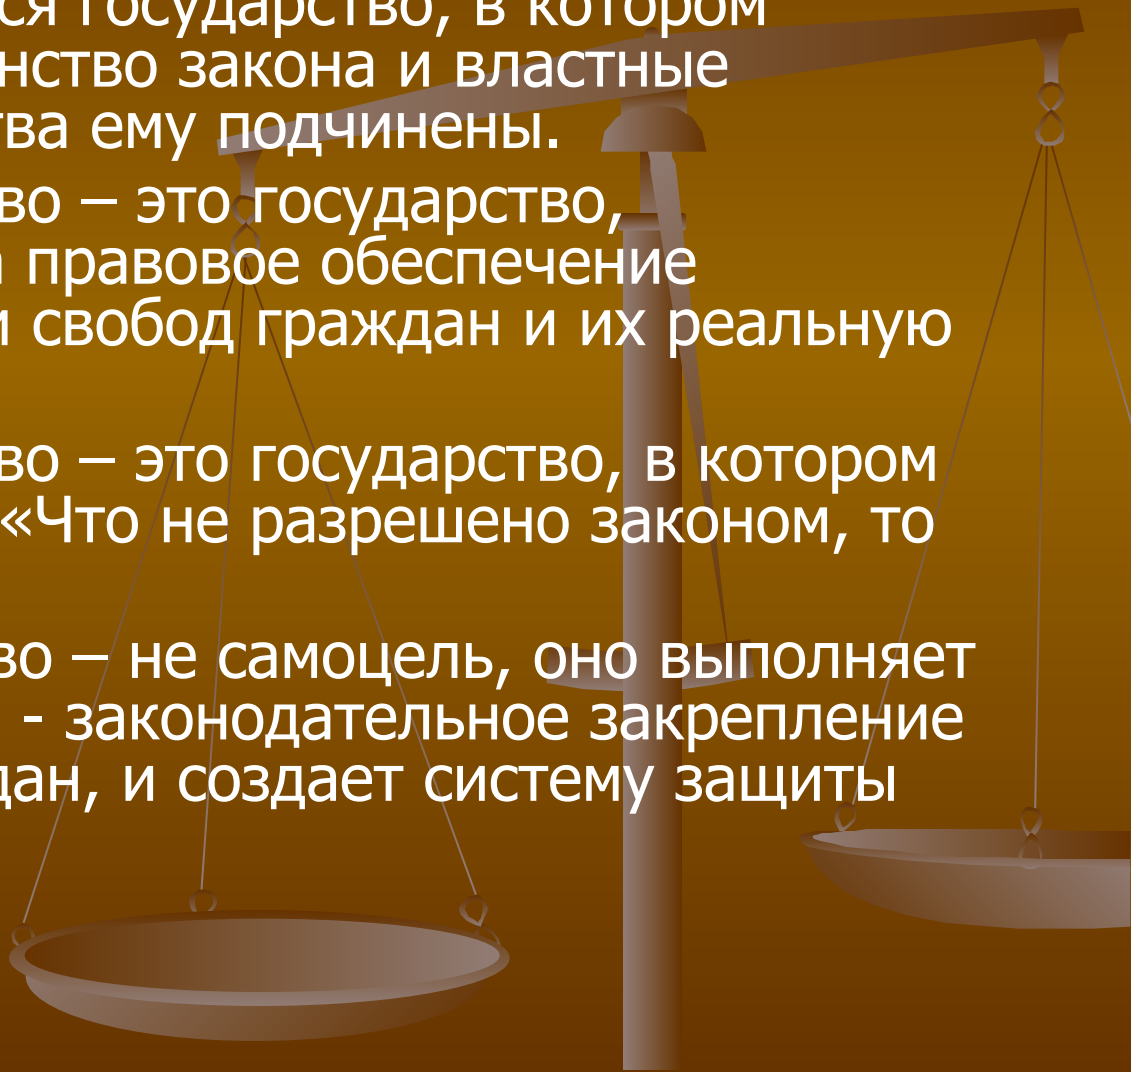 ся государство, в котором
нство закона и властные
тва ему подчинены.
во – это государство,
правовое обеспечение
и свобод граждан и их реальную
во – это государство, в котором
«Что не разрешено законом, то
во – не самоцель, оно выполняет
- законодательное закрепление
дан, и создает систему защиты